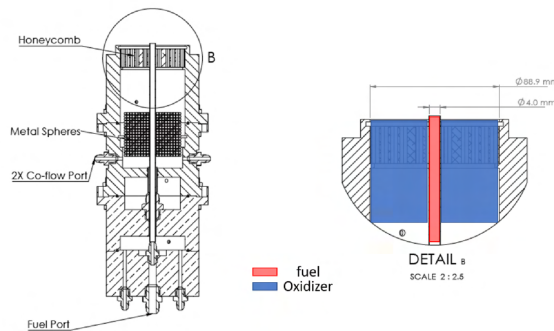 Honeycomb
B
Metal Spheres
2X Co-flow Port
Fuel Port
Ø88.9 mm
Ø4.0 mm
DETAIL B
SCALE 2 : 2.5
fuel
Oxidizer